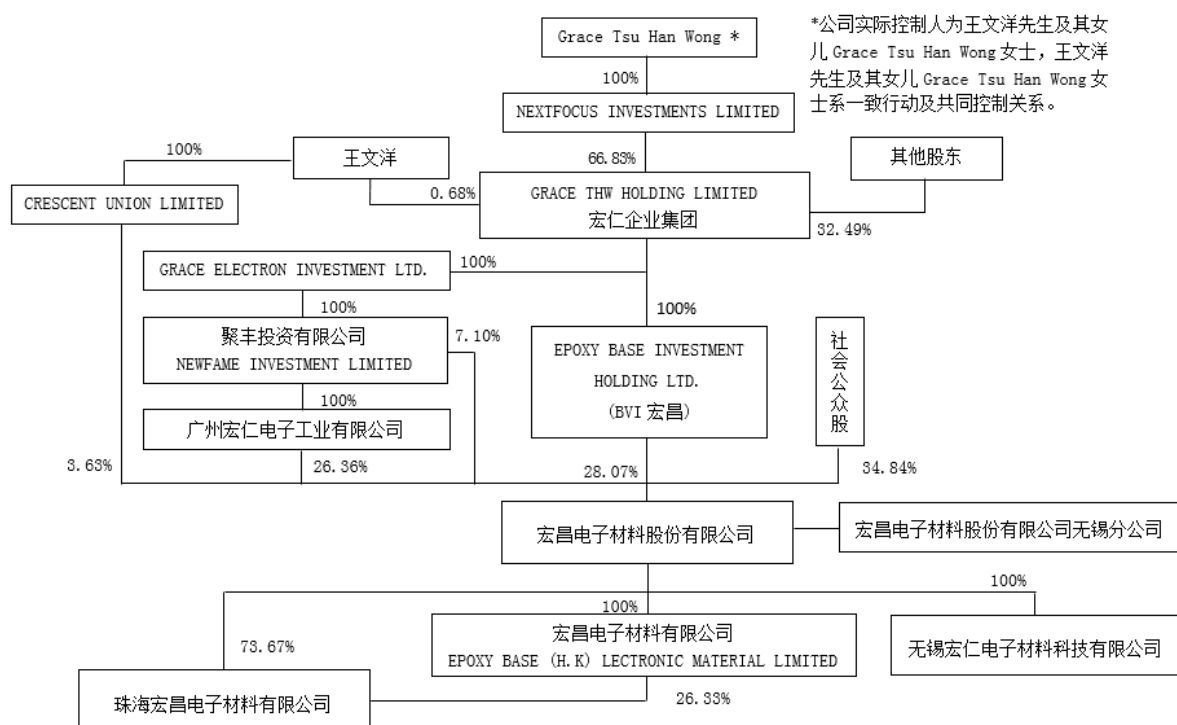 Grace Tsu Han Wong *
*公司实际控制人为王文洋先生及其女
儿 Grace Tsu Han Wong 女士，王文洋
先生及其女儿 Grace Tsu Han Wong 女
士系一致行动及共同控制关系。
100%
NEXTFOCUS INVESTMENTS LIMITED
100%
王文洋
66.83%
其他股东
CRESCENT UNION LIMITED
0.68%
GRACE THW HOLDING LIMITED
宏仁企业集团
32.49%
GRACE ELECTRON INVESTMENT LTD.
100%
100%
100%
聚丰投资有限公司
NEWFAME INVESTMENT LIMITED
7.10%
EPOXY BASE INVESTMENT
HOLDING LTD.
(BVI 宏昌)
社会公众股
100%
广州宏仁电子工业有限公司
3.63%
26.36%
28.07%
34.84%
宏昌电子材料股份有限公司
宏昌电子材料股份有限公司无锡分公司
100%
100%
73.67%
宏昌电子材料有限公司
EPOXY BASE (H.K) LECTRONIC MATERIAL LIMITED
无锡宏仁电子材料科技有限公司
26.33%
珠海宏昌电子材料有限公司